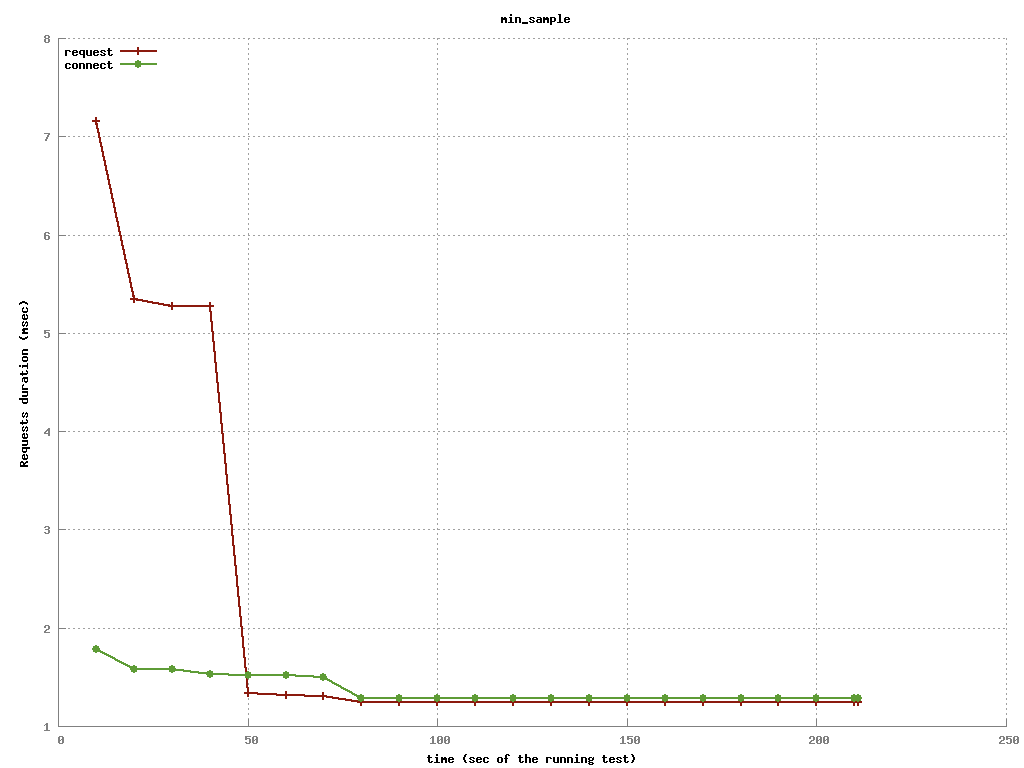 min_sample
8
request
connect
7
6
5
4
3
2
1
Requests duration (msec)
0 50 100 150 200 250
time (sec of the running test)